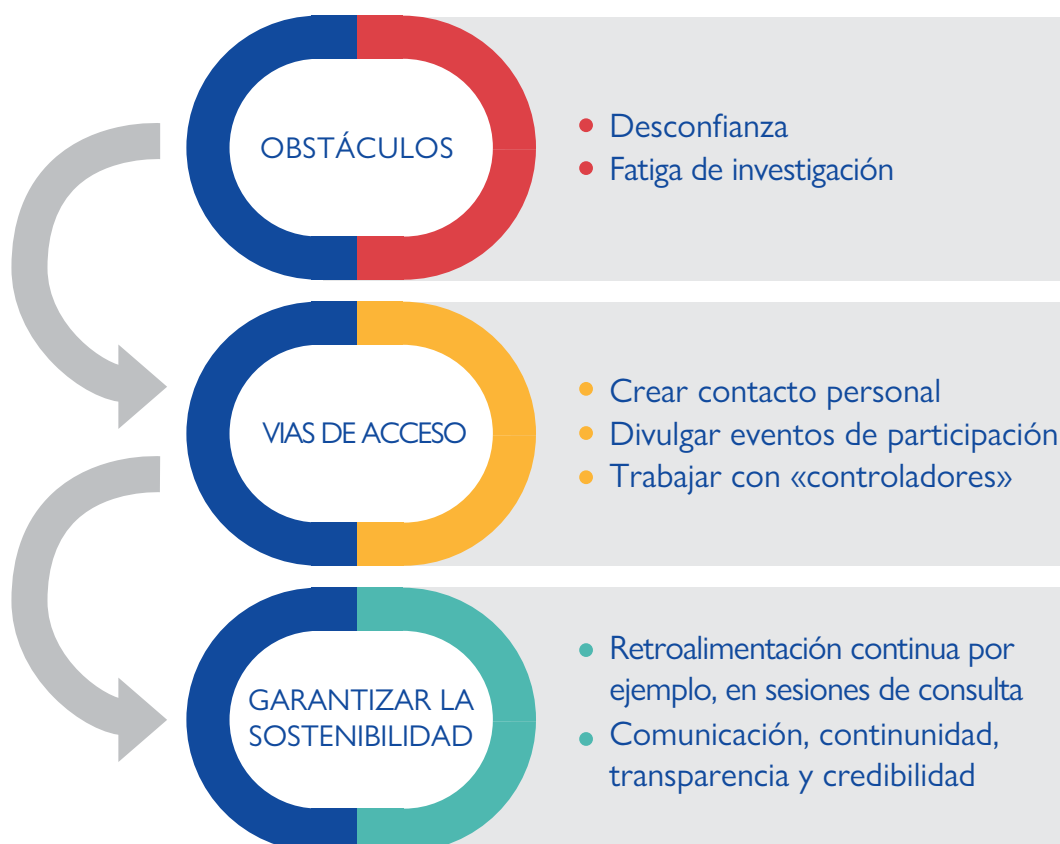 OBSTÁCULOS
• Desconfianza
• Fatiga de investigación
VIAS DE ACCESO
• Crear contacto personal
• Divulgar eventos de participación
• Trabajar con «controladores»
GARANTIZAR LA
SOSTENIBILIDAD
• Retroalimentación continua por
ejemplo, en sesiones de consulta
• Comunicación, continunidad,
transparencia y credibilidad